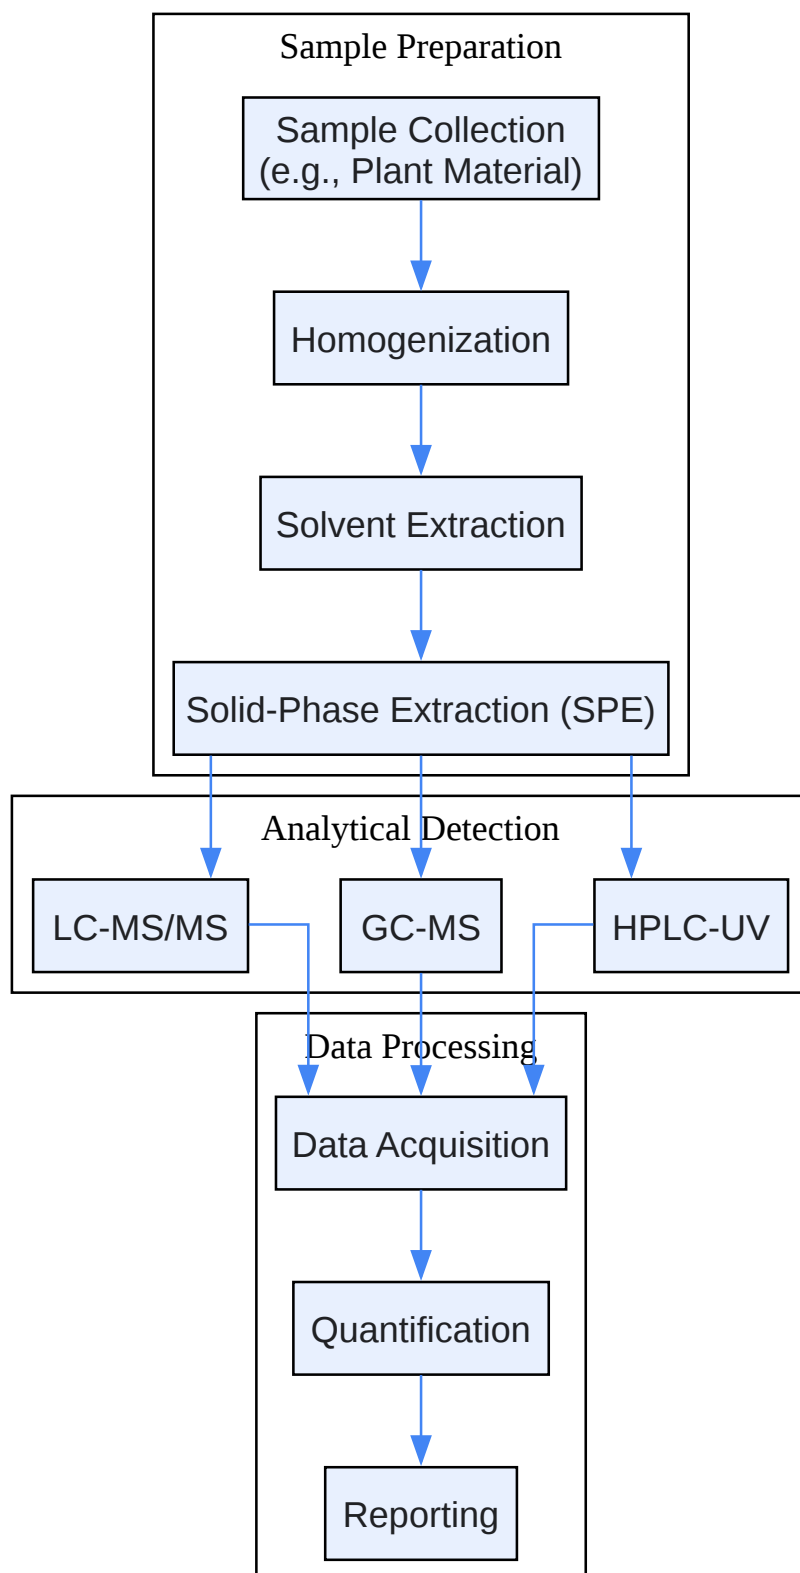 Sample Preparation
Sample Collection
(e.g., Plant Material)
Homogenization
Solvent Extraction
Solid-Phase Extraction (SPE)
Analytical Detection
LC-MS/MS
GC-MS
HPLC-UV
Data Processing
Data Acquisition
Quantification
Reporting